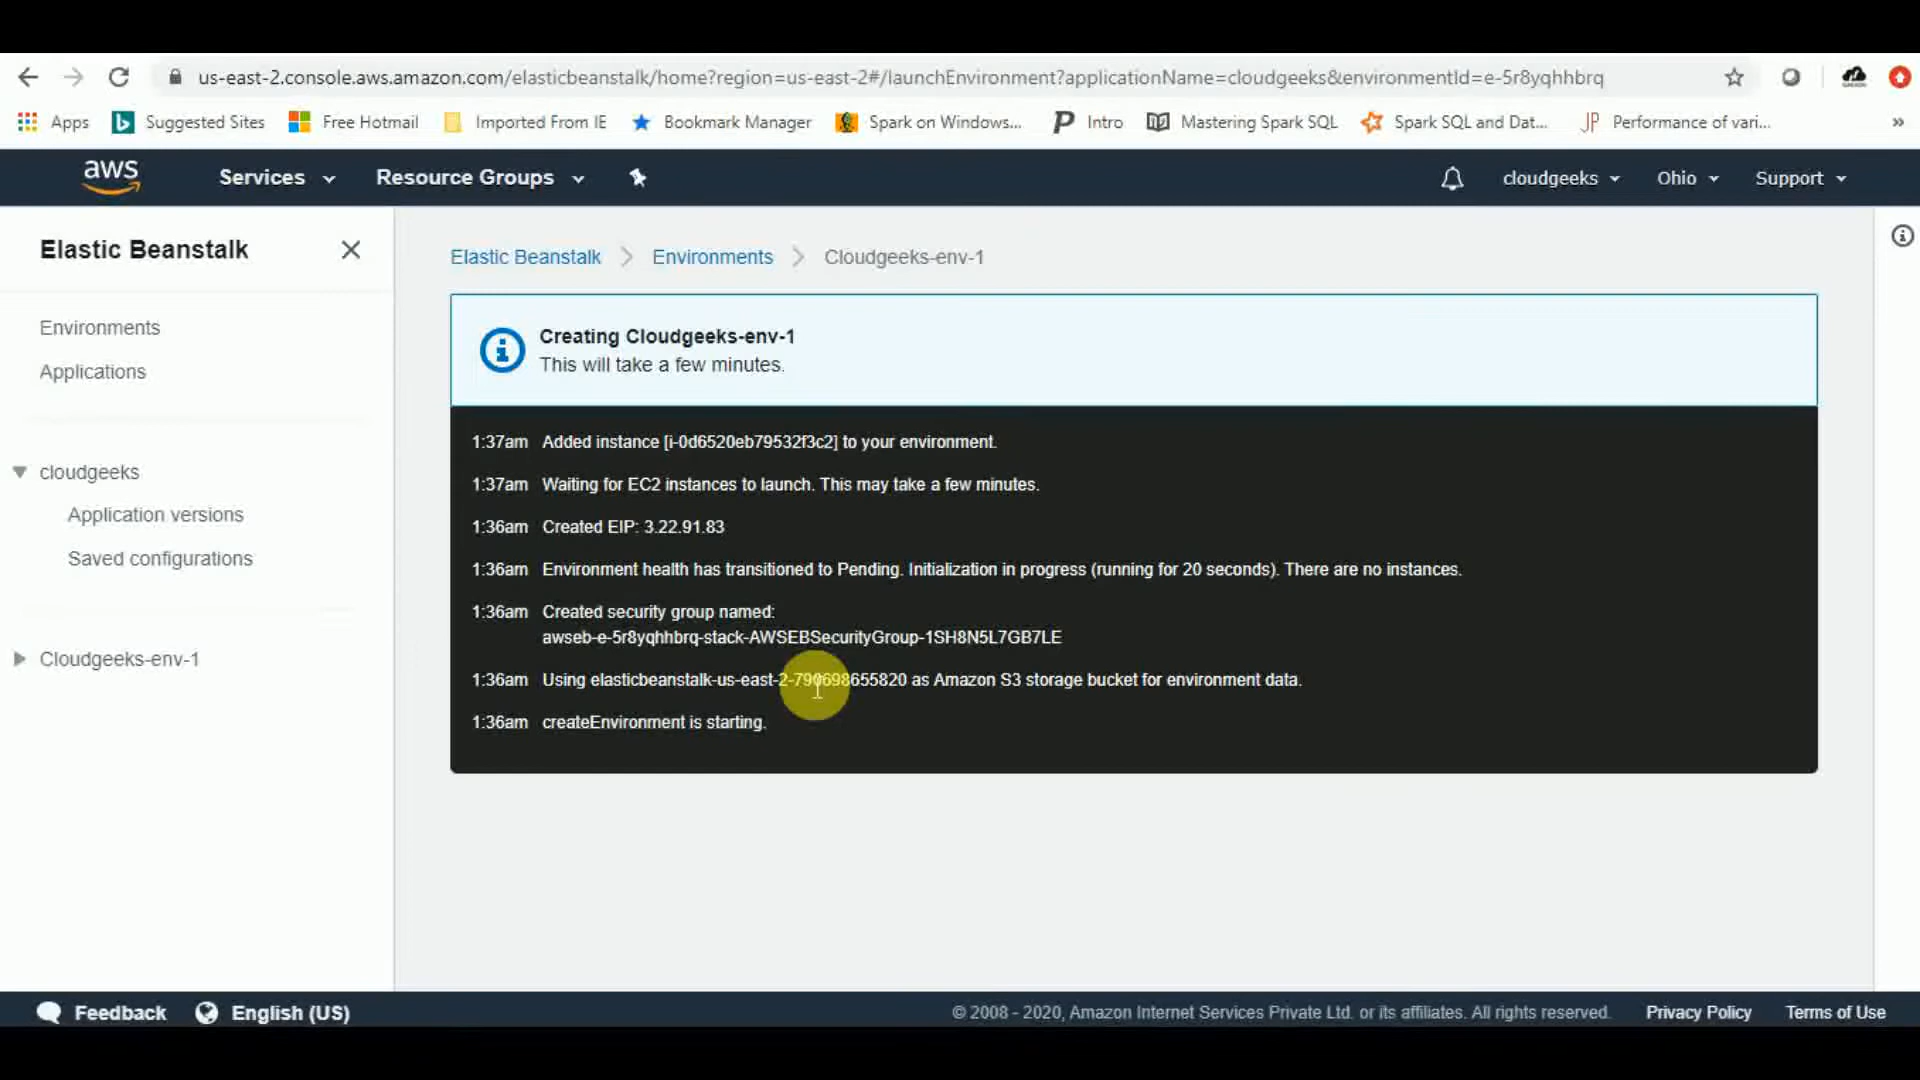 us-east-2.console.aws.amazon.com/elasticbeanstalk/home?region=us-east-2#/launchEnvironment?applicationName=cloudgeeks&environmentId=e-5r8yqhhbrq
Apps Suggested Sites Free Hotmail Imported From IE Bookmark Manager Spark on Windows... Intro Mastering Spark SQL Spark SQL and Dat... JP Performance of vari... »
aws Services Resource Groups cloudgeeks Ohio Support
Elastic Beanstalk
Environments
Applications
cloudgeeks
Application versions
Saved configurations
Cloudgeeks-env-1
Elastic Beanstalk > Environments > Cloudgeeks-env-1
Creating Cloudgeeks-env-1
This will take a few minutes.
1:37am Added instance [i-0d6520eb79532f3c2] to your environment.
1:37am Waiting for EC2 instances to launch. This may take a few minutes.
1:36am Created EIP: 3.22.91.83
1:36am Environment health has transitioned to Pending. Initialization in progress (running for 20 seconds). There are no instances.
1:36am Created security group named:
awseb-e-5r8yqhhbrq-stack-AWSEBSecurityGroup-1SH8N5L7GB7LE
1:36am Using elasticbeanstalk-us-east-2-790698655820 as Amazon S3 storage bucket for environment data.
1:36am createEnvironment is starting.
Feedback English (US) © 2008 - 2020, Amazon Internet Services Private Ltd. or its affiliates. All rights reserved. Privacy Policy Terms of Use